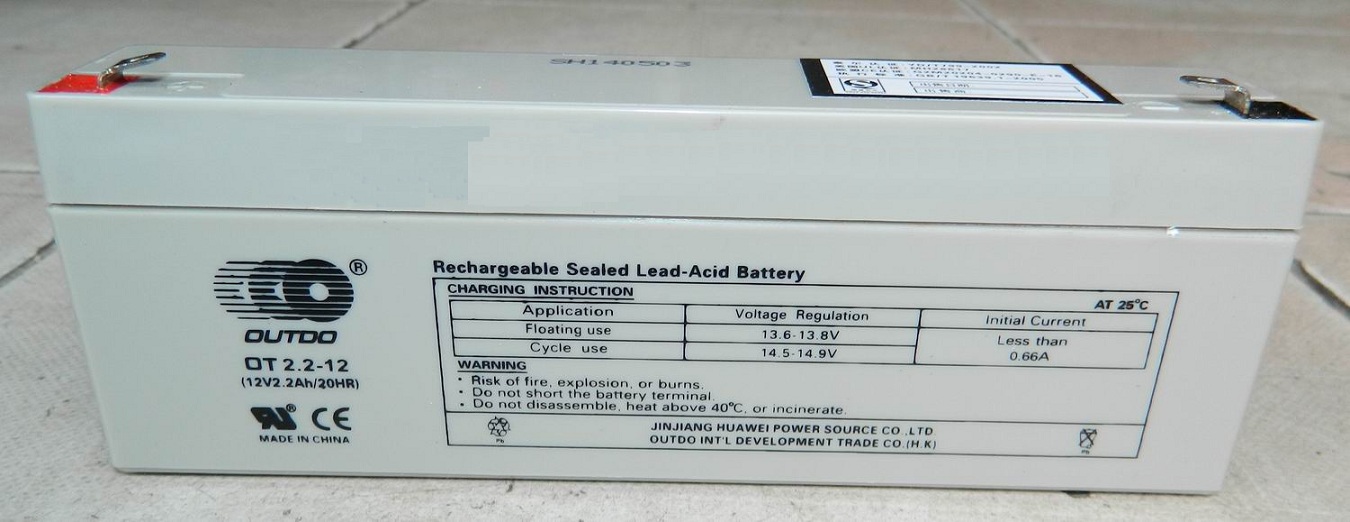 SH140503
OUTDO
®
OT 2.2-12
(12V2.2Ah/20HR)
®
CE
MADE IN CHINA
Rechargeable Sealed Lead-Acid Battery
CHARGING INSTRUCTION
AT 25°C
Application Voltage Regulation Initial Current
Floating use 13.6-13.8V Less than
Cycle use 14.5-14.9V 0.66A
WARNING
· Risk of fire, explosion, or burns.
· Do not short the battery terminal.
· Do not disassemble, heat above 40°C, or incinerate.
JINJIANG HUAWEI POWER SOURCE CO.,LTD
OUTDO INT'L DEVELOPMENT TRADE CO.(H.K)
Pb
Pb